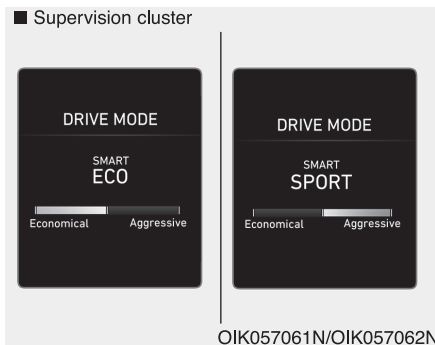 ■ Supervision cluster
DRIVE MODE
SMART
ECO
Economical Aggressive
DRIVE MODE
SMART
SPORT
Economical Aggressive
OIK057061N/OIK057062N